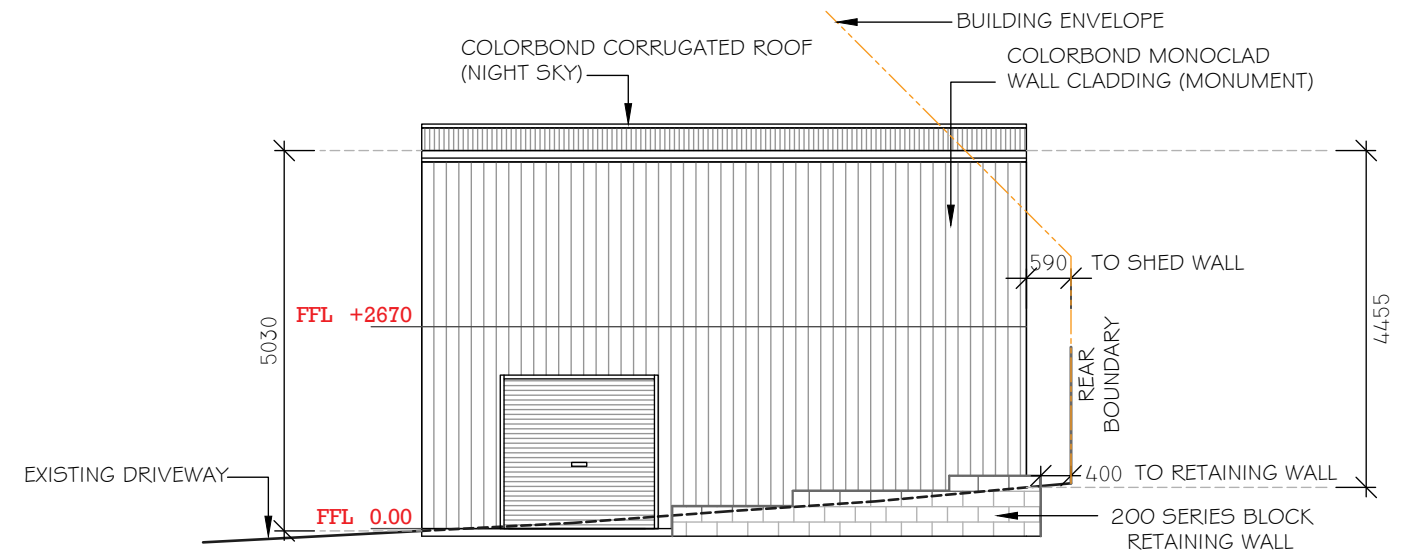 BUILDING ENVELOPE
COLORBOND CORRUGATED ROOF
(NIGHT SKY)
COLORBOND MONOCLAD
WALL CLADDING (MONUMENT)
590 TO SHED WALL
FFL +2670
5030
4455
REAR
BOUNDARY
EXISTING DRIVEWAY
400 TO RETAINING WALL
FFL 0.00
200 SERIES BLOCK
RETAINING WALL